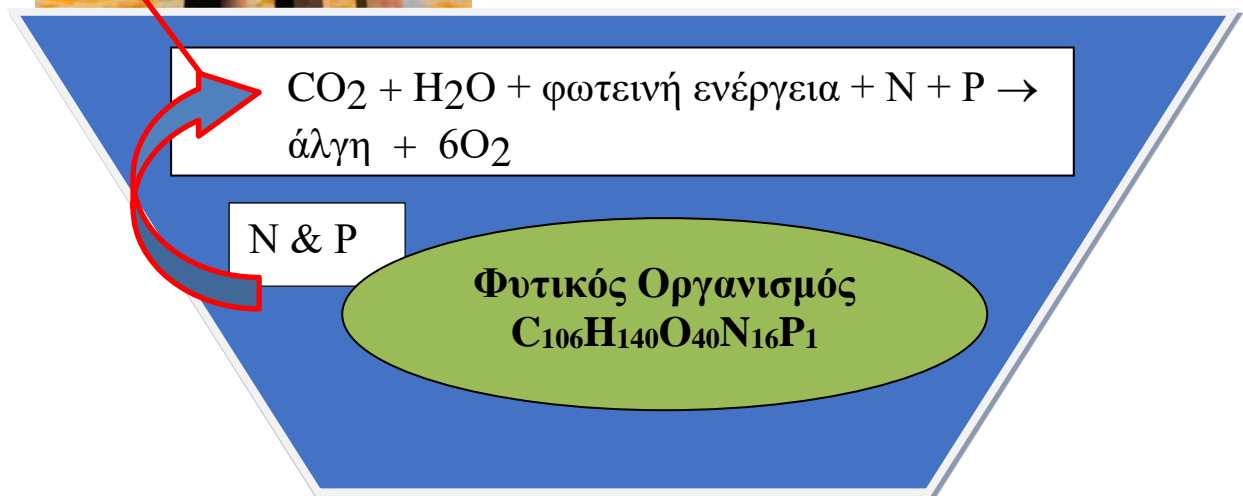 CO2 + H2O + φωτεινή ενέργεια + N + P →
άλγη + 6O2
N & P
Φυτικός Οργανισμός
C106H140O40N16P1